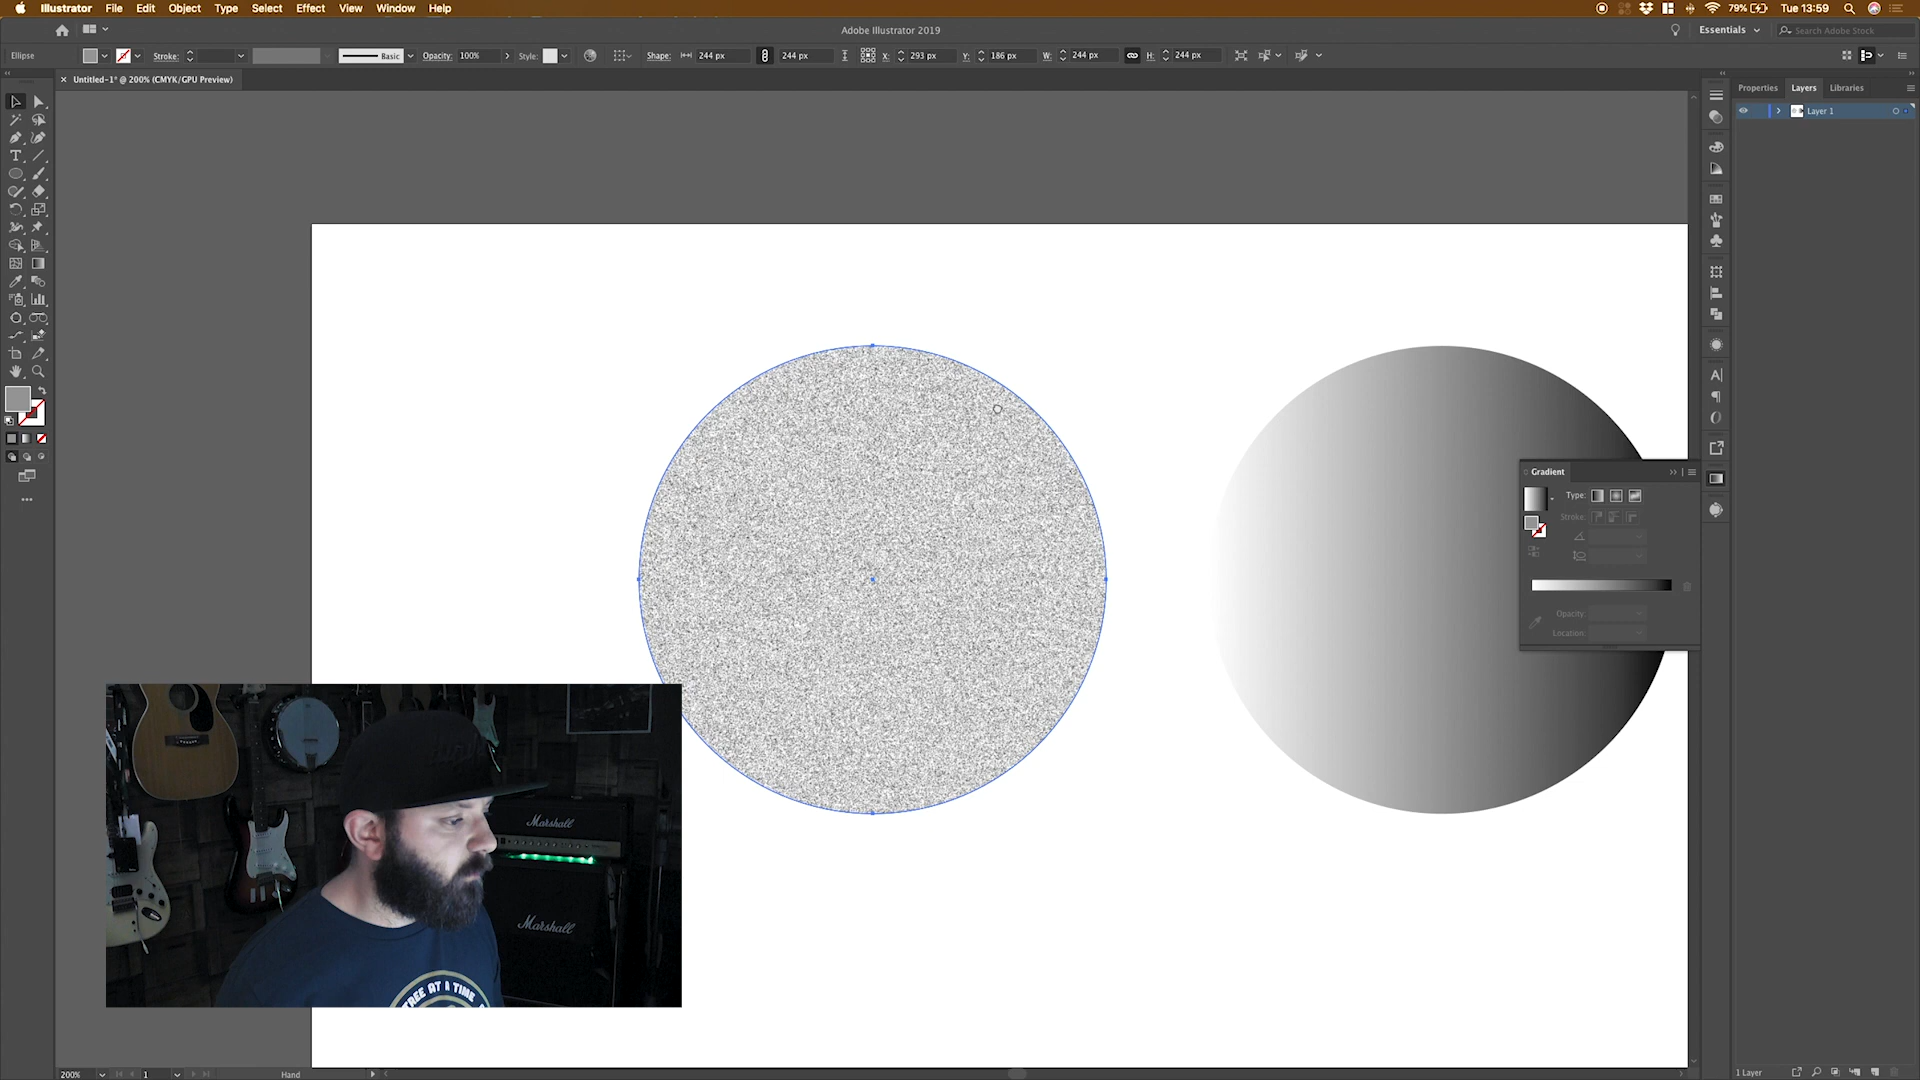 Illustrator File Edit Object Type Select Effect View Window Help
79% Tue 13:59
Adobe Illustrator 2019
Essentials
Search Adobe Stock
Ellipse
Stroke:
Basic
Opacity: 100%
Style:
Shape: 244 px 244 px X: 293 px Y: 186 px W: 244 px H: 244 px
Untitled-1* @ 200% (CMYK/GPU Preview)
Properties Layers Libraries
Layer 1
Gradient
Type:
Stroke:
Opacity:
Location:
Marshall
Marshall
TREE AT A TIME
200% 1 Hand
1 Layer